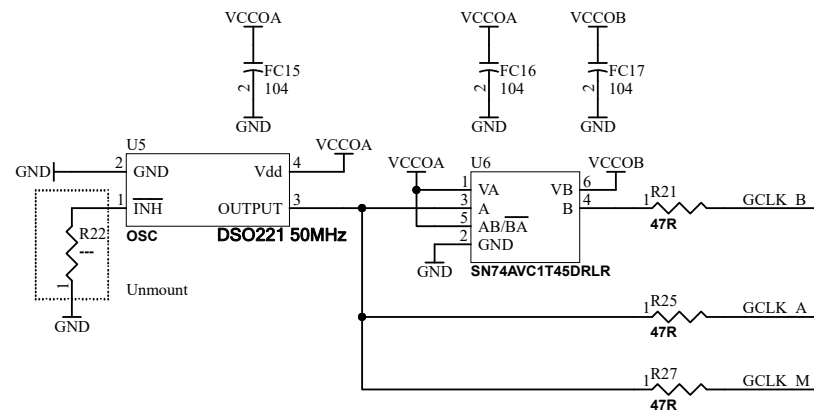 VCCOA
FC15
104
2
GND
VCCOA
FC16
104
2
GND
VCCOB
FC17
104
2
GND
U5
GND
2
GND
Vdd
4
VCCOA
1
INH
OUTPUT
3
OSC
DSO221 50MHz
R22
---
1
Unmount
GND
VCCOA
U6
1
VA
VB
6
VCCOB
3
A
B
4
5
AB/BA
2
GND
GND
SN74AVC1T45DRLR
1
R21
47R
GCLK_B
1
R25
47R
GCLK_A
1
R27
47R
GCLK_M